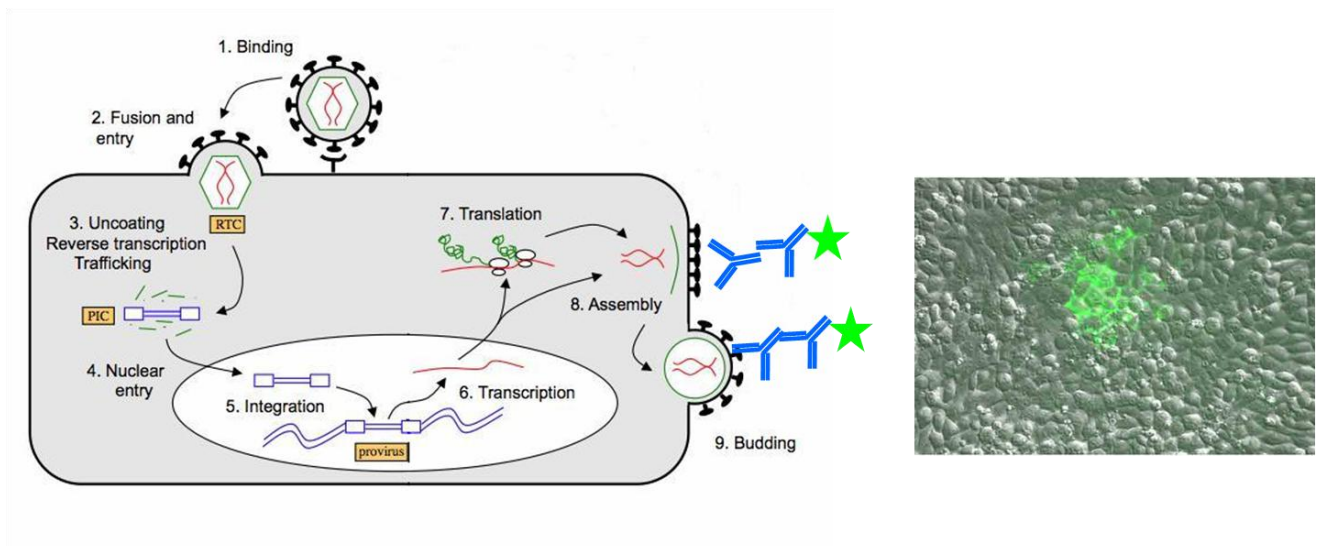 1. Binding
2. Fusion and
entry
3. Uncoating
Reverse transcription
Trafficking
RTC
PIC
4. Nuclear
entry
5. Integration
provirus
6. Transcription
7. Translation
8. Assembly
9. Budding